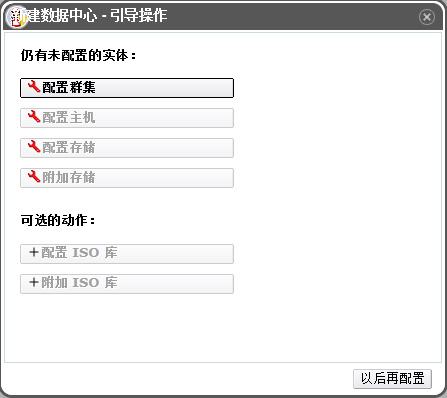 新建数据中心 - 引导操作
仍有未配置的实体：
配置群集
配置主机
配置存储
附加存储
可选的动作：
配置 ISO 库
附加 ISO 库
以后再配置